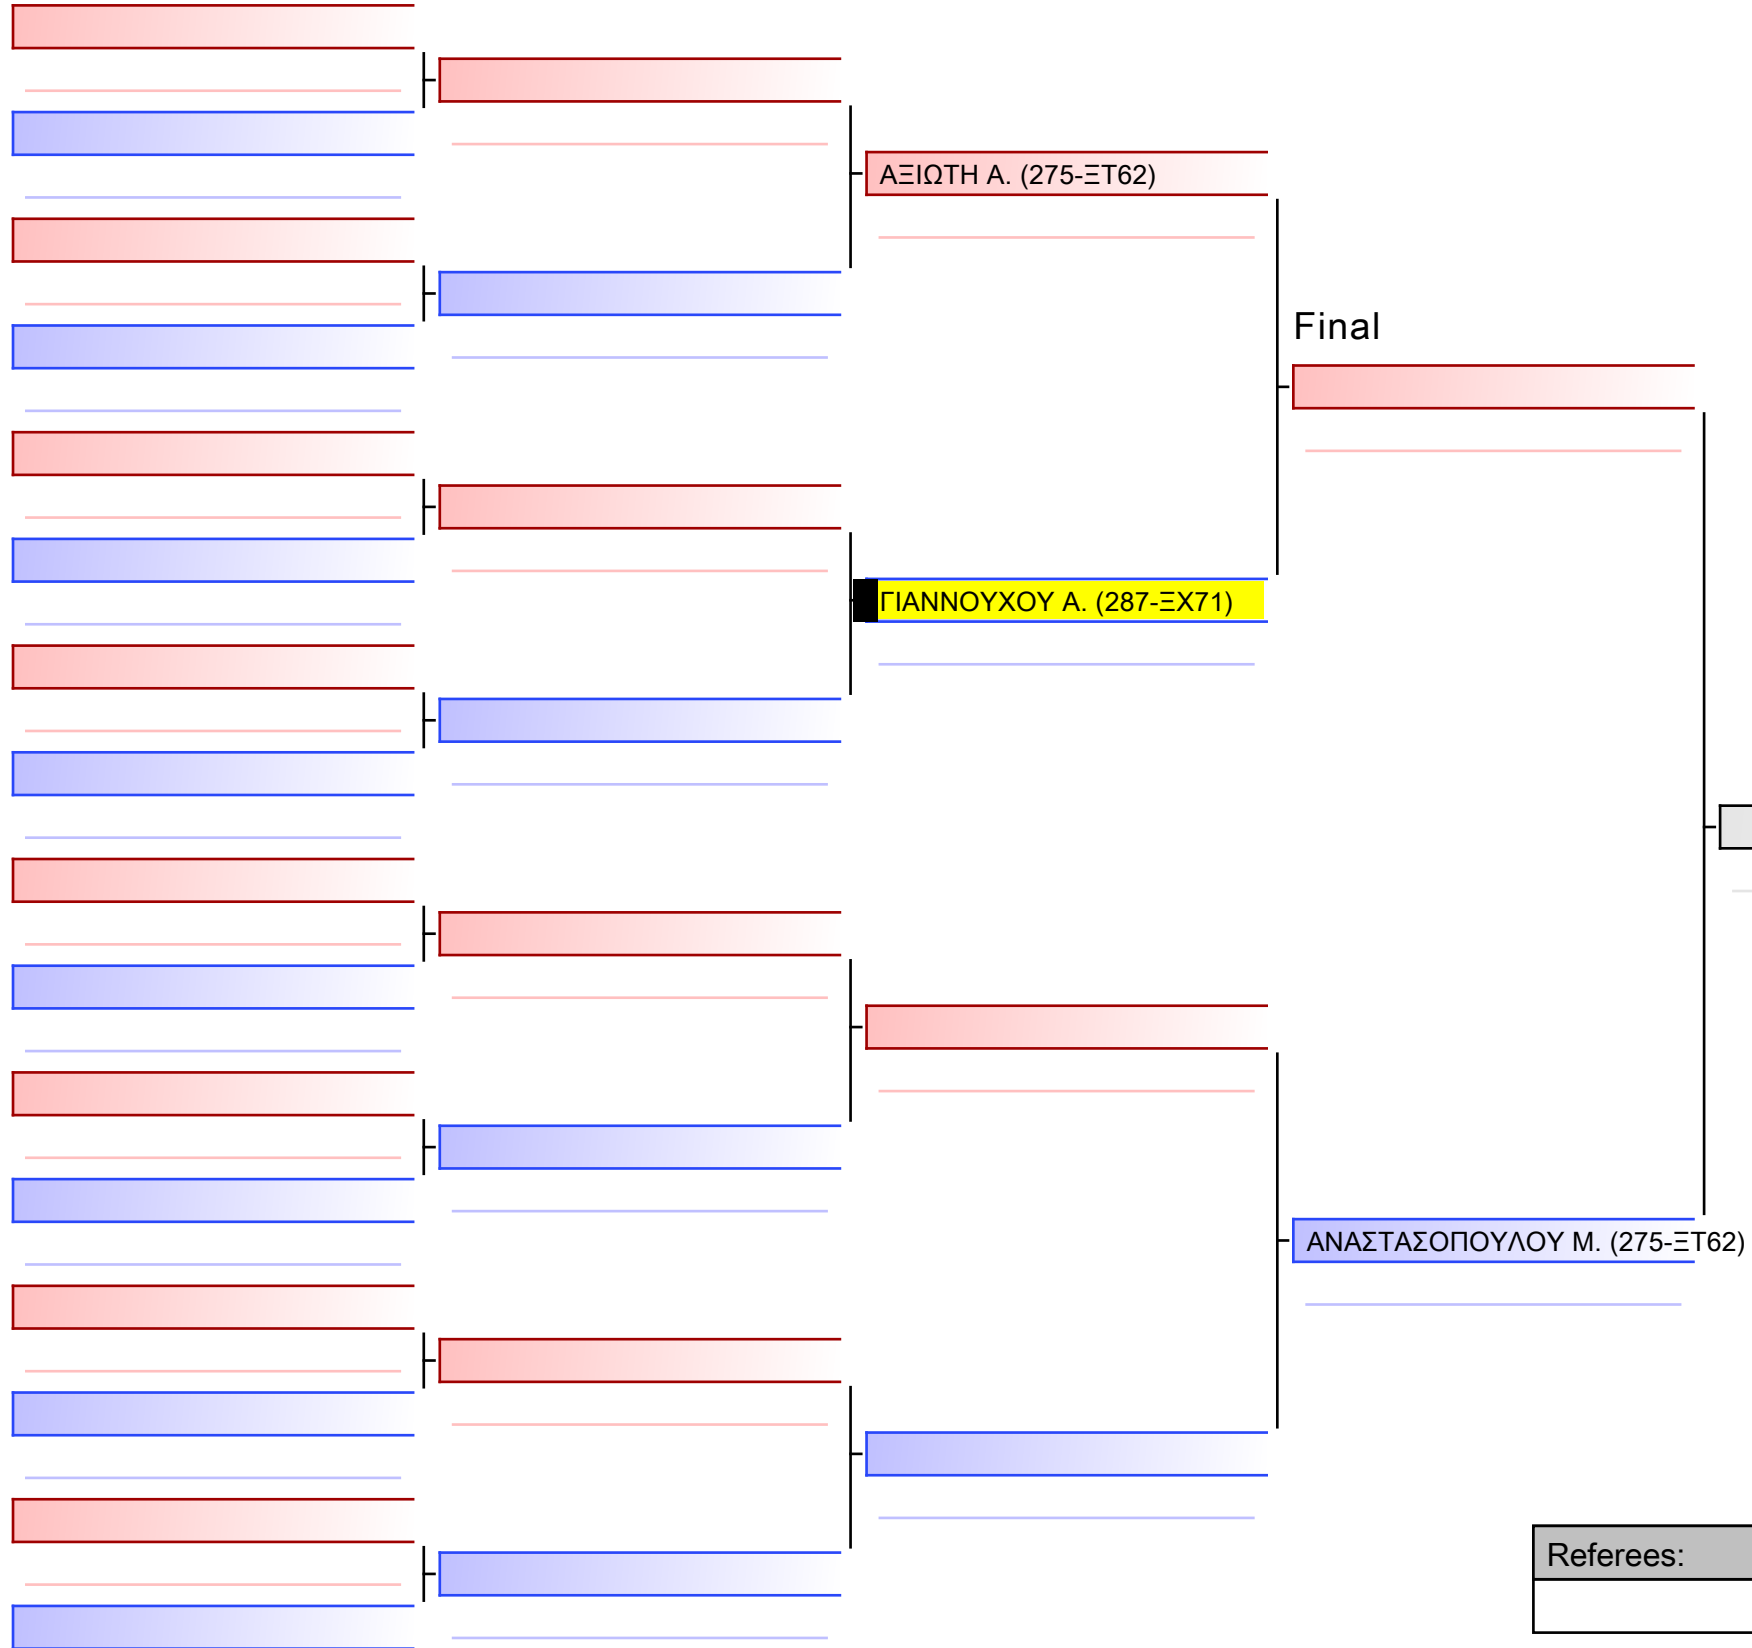 ΑΞΙΩΤΗ Α. (275-ΞΤ62)
Final
ΓΙΑΝΝΟΥΧΟΥ Α. (287-ΞΧ71)
ΑΝΑΣΤΑΣΟΠΟΥΛΟΥ Μ. (275-ΞΤ62)
Referees: